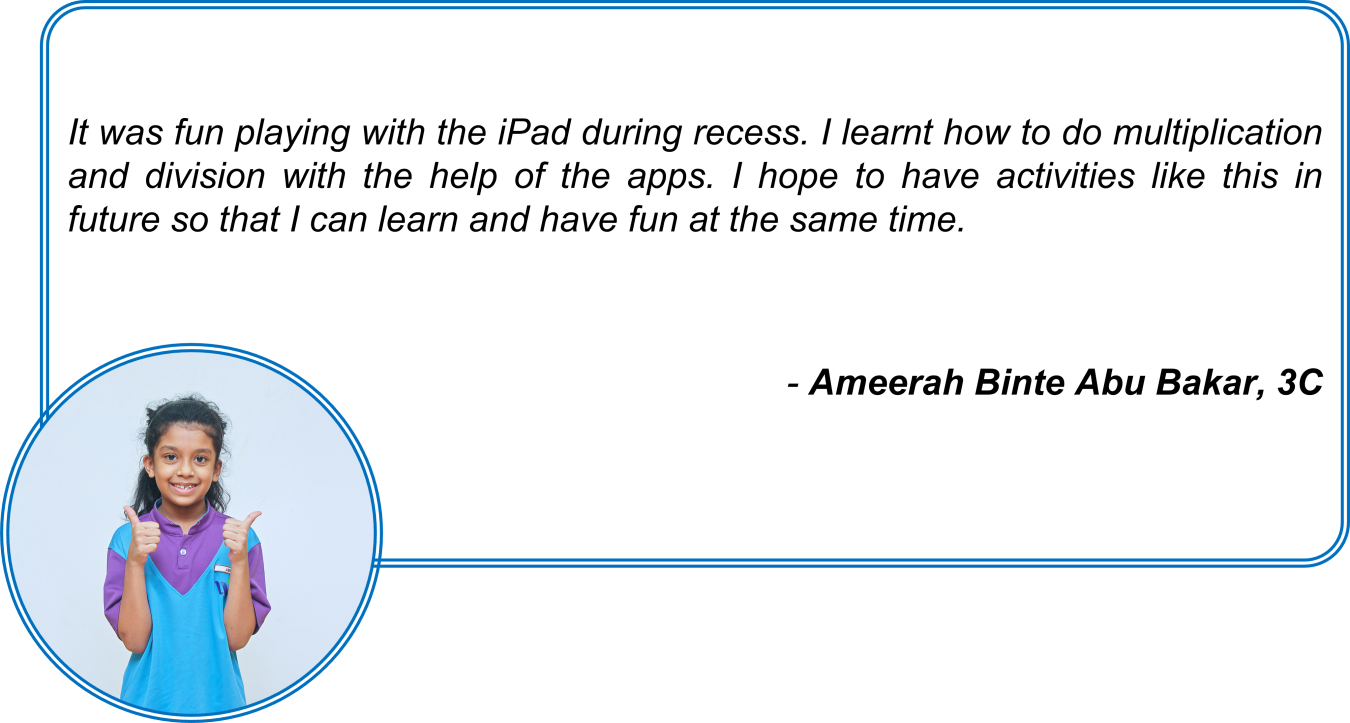 It was fun playing with the iPad during recess. I learnt how to do multiplication
and division with the help of the apps. I hope to have activities like this in
future so that I can learn and have fun at the same time.
- Ameerah Binte Abu Bakar, 3C